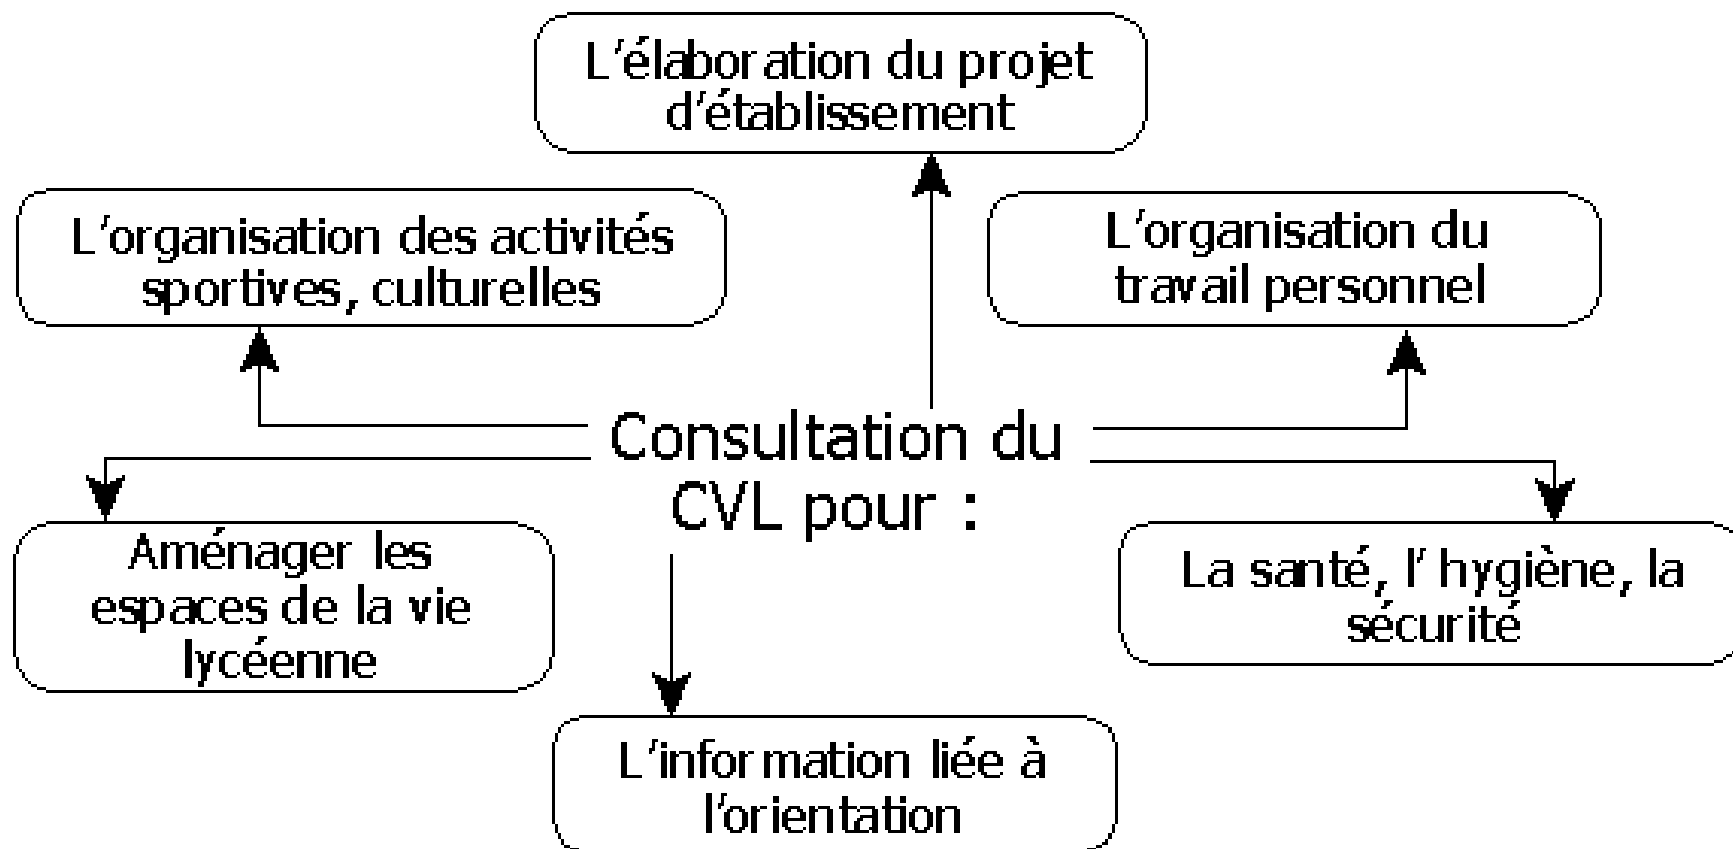 L'élaboration du projet
d'établissement
L'organisation des activités
sportives, culturelles
L'organisation du
travail personnel
Consultation du
CVL pour :
Aménager les
espaces de la vie
lycéenne
La santé, l' hygiène, la
sécurité
L'information liée à
l'orientation